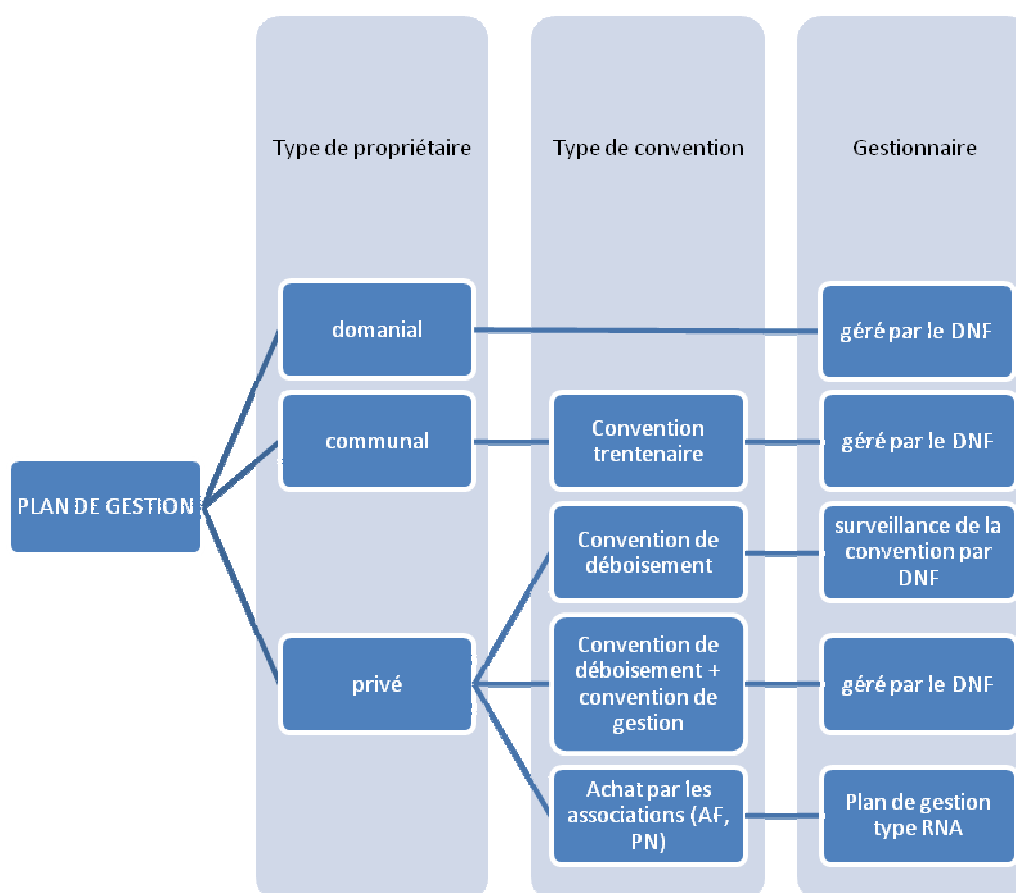 Type de propriétaire
Type de convention
Gestionnaire
domanial
géré par le DNF
communal
Convention
trentenaire
géré par le DNF
PLAN DE GESTION
Convention de
déboisement
surveillance de la
convention par
DNF
privé
Convention de
déboisement +
convention de
gestion
géré par le DNF
Achat par les
associations (AF,
PN)
Plan de gestion
type RNA